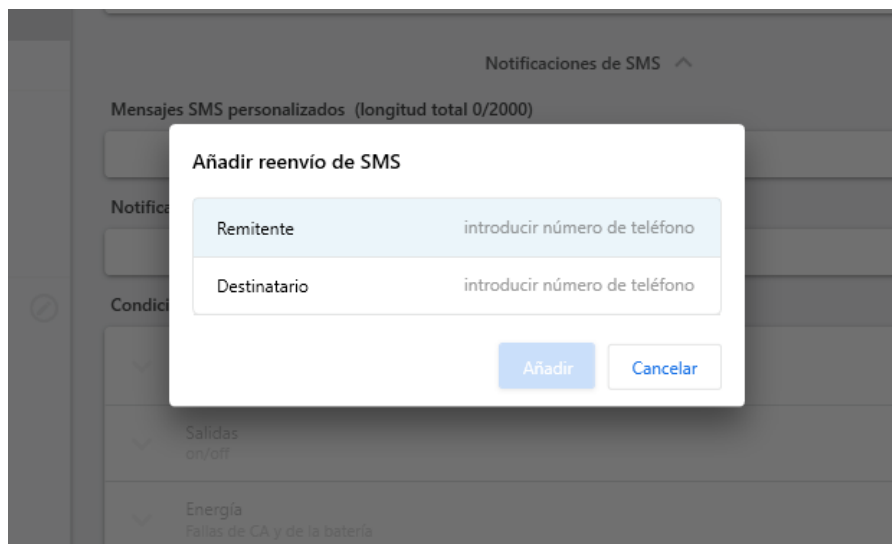 Notificaciones de SMS
Mensajes SMS personalizados (longitud total 0/2000)
Añadir reenvío de SMS
Notifica
Remitente introducir número de teléfono
Destinatario introducir número de teléfono
Condici
Añadir Cancelar
Salidas
on/off
Energía
Fallas de CA y de la batería